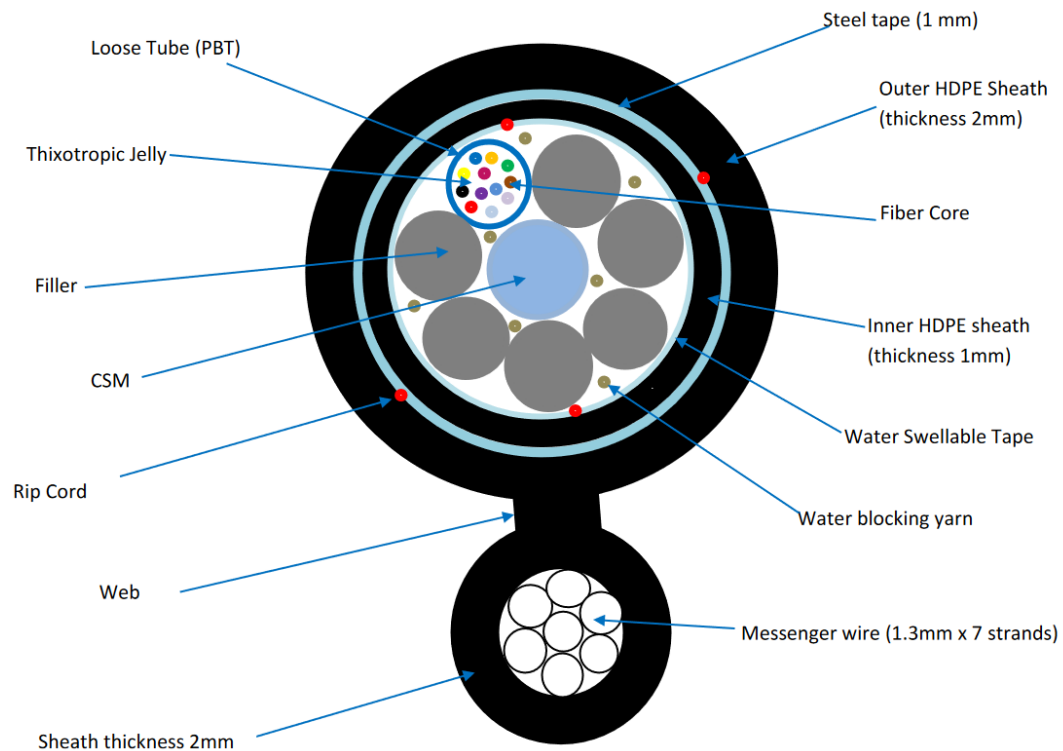 Steel tape (1 mm)
Loose Tube (PBT)
Outer HDPE Sheath
(thickness 2mm)
Thixotropic Jelly
Fiber Core
Filler
Inner HDPE sheath
(thickness 1mm)
CSM
Water Swellable Tape
Rip Cord
Water blocking yarn
Web
Messenger wire (1.3mm x 7 strands)
Sheath thickness 2mm